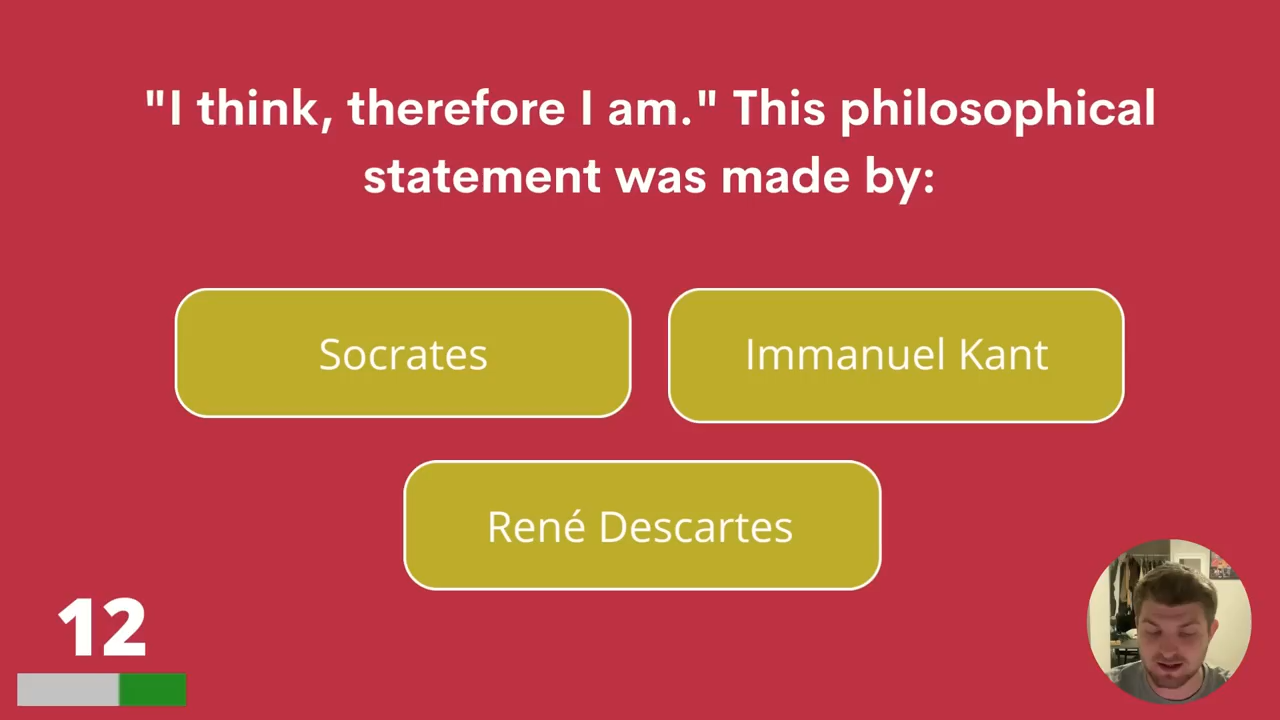 "I think, therefore I am." This philosophical
statement was made by:
Socrates
Immanuel Kant
René Descartes
12